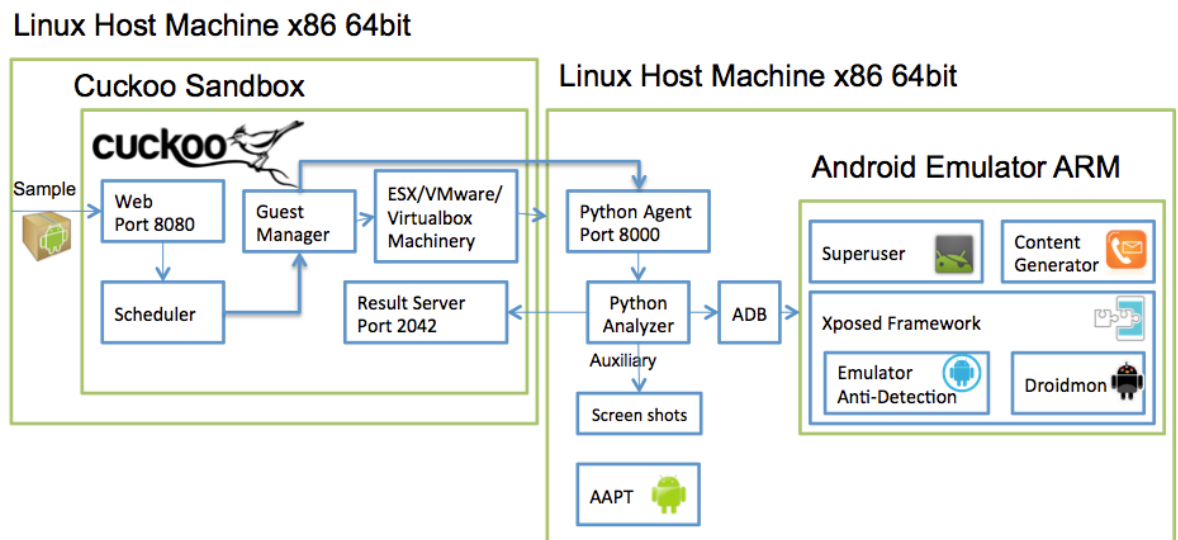 Linux Host Machine x86 64bit
Cuckoo Sandbox
cuckoo
Sample
Web
Port 8080
Guest
Manager
ESX/VMware/
Virtualbox
Machinery
Scheduler
Result Server
Port 2042
Linux Host Machine x86 64bit
Python Agent
Port 8000
Python
Analyzer
ADB
Auxiliary
Screen shots
AAPT
Android Emulator ARM
Superuser
Content
Generator
Xposed Framework
Emulator
Anti-Detection
Droidmon